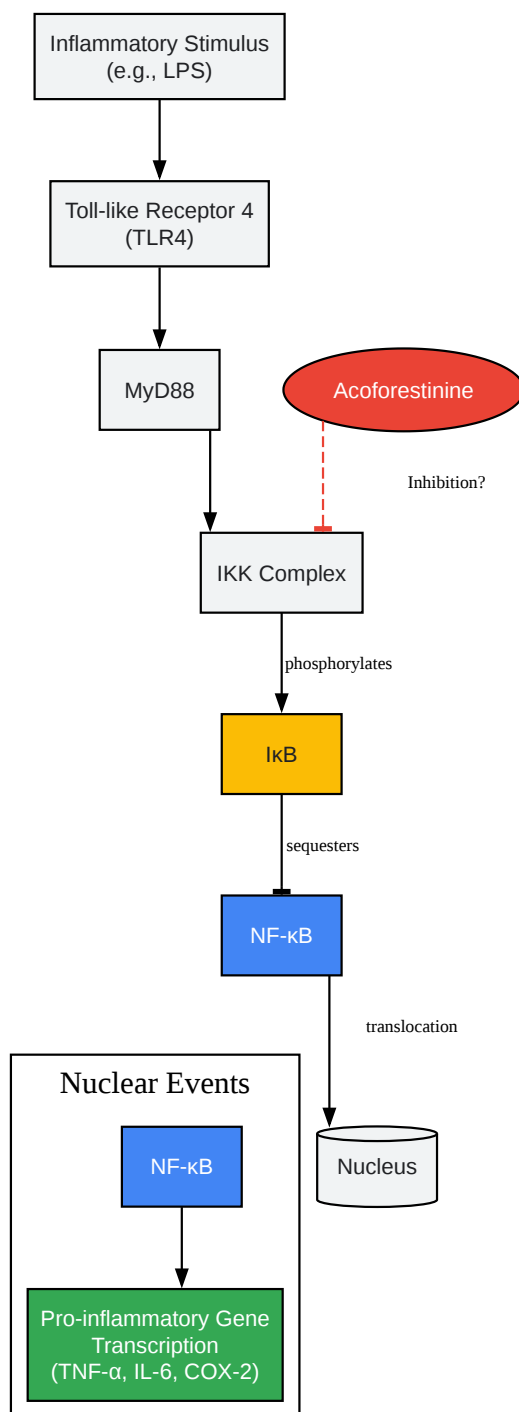 Inflammatory Stimulus
(e.g., LPS)
Toll-like Receptor 4
(TLR4)
MyD88
Acoforestinine
Inhibition?
IKK Complex
phosphorylates
IκB
sequesters
NF-κB
translocation
Nuclear Events
NF-κB
Nucleus
Pro-inflammatory Gene
Transcription
(TNF-α, IL-6, COX-2)